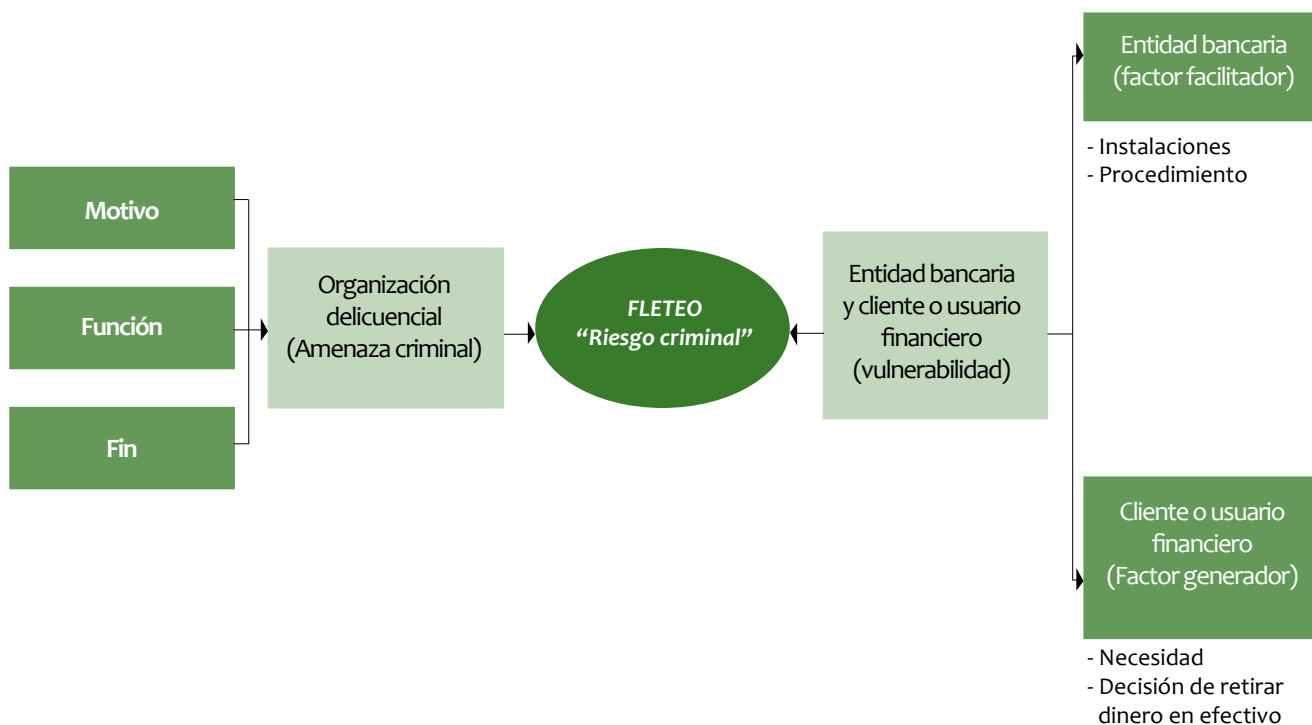 Motivo
Función
Fin
Organización
delicuencial
(Amenaza criminal)
FLETEO
“Riesgo criminal”
Entidad bancaria
y cliente o usuario
financiero
(vulnerabilidad)
Entidad bancaria
(factor facilitador)
- Instalaciones
- Procedimiento
Cliente o usuario
financiero
(Factor generador)
- Necesidad
- Decisión de retirar
dinero en efectivo